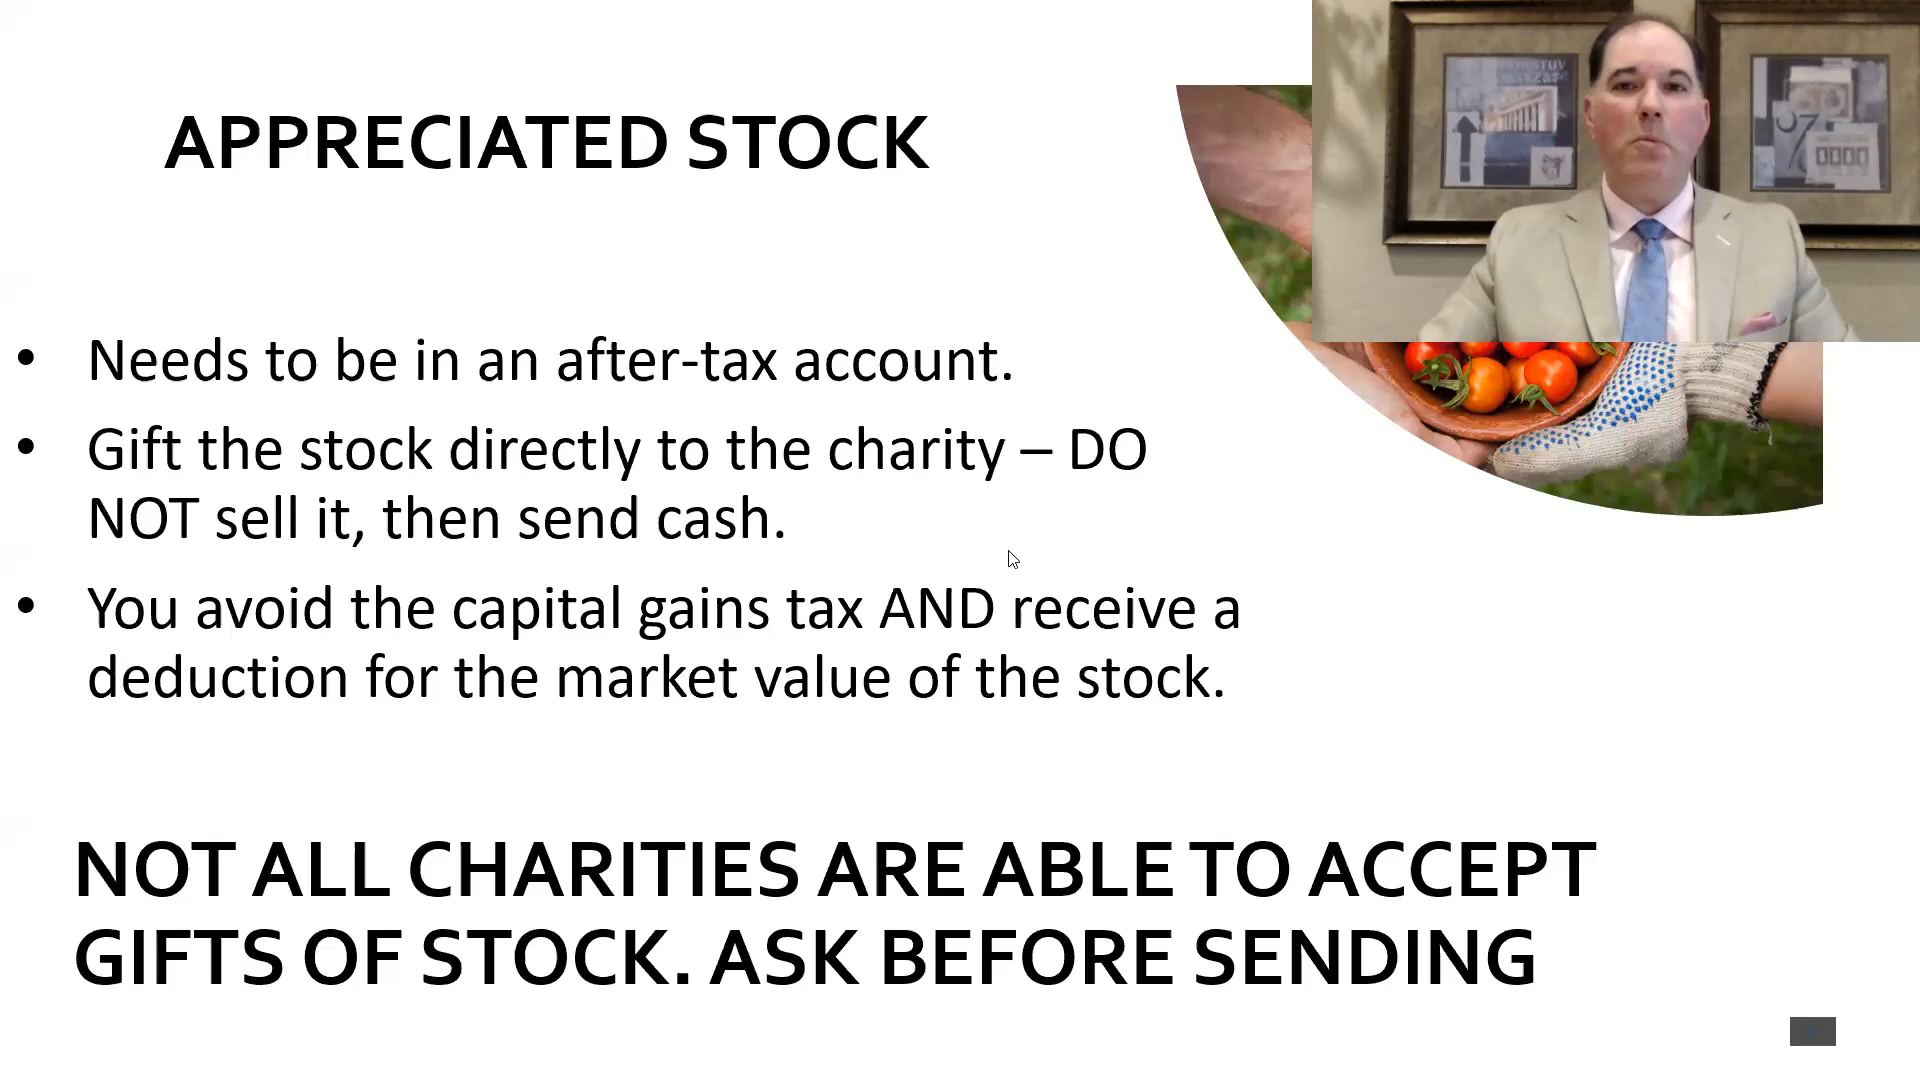 APPRECIATED STOCK
• Needs to be in an after-tax account.
• Gift the stock directly to the charity – DO
NOT sell it, then send cash.
• You avoid the capital gains tax AND receive a
deduction for the market value of the stock.
NOT ALL CHARITIES ARE ABLE TO ACCEPT
GIFTS OF STOCK. ASK BEFORE SENDING